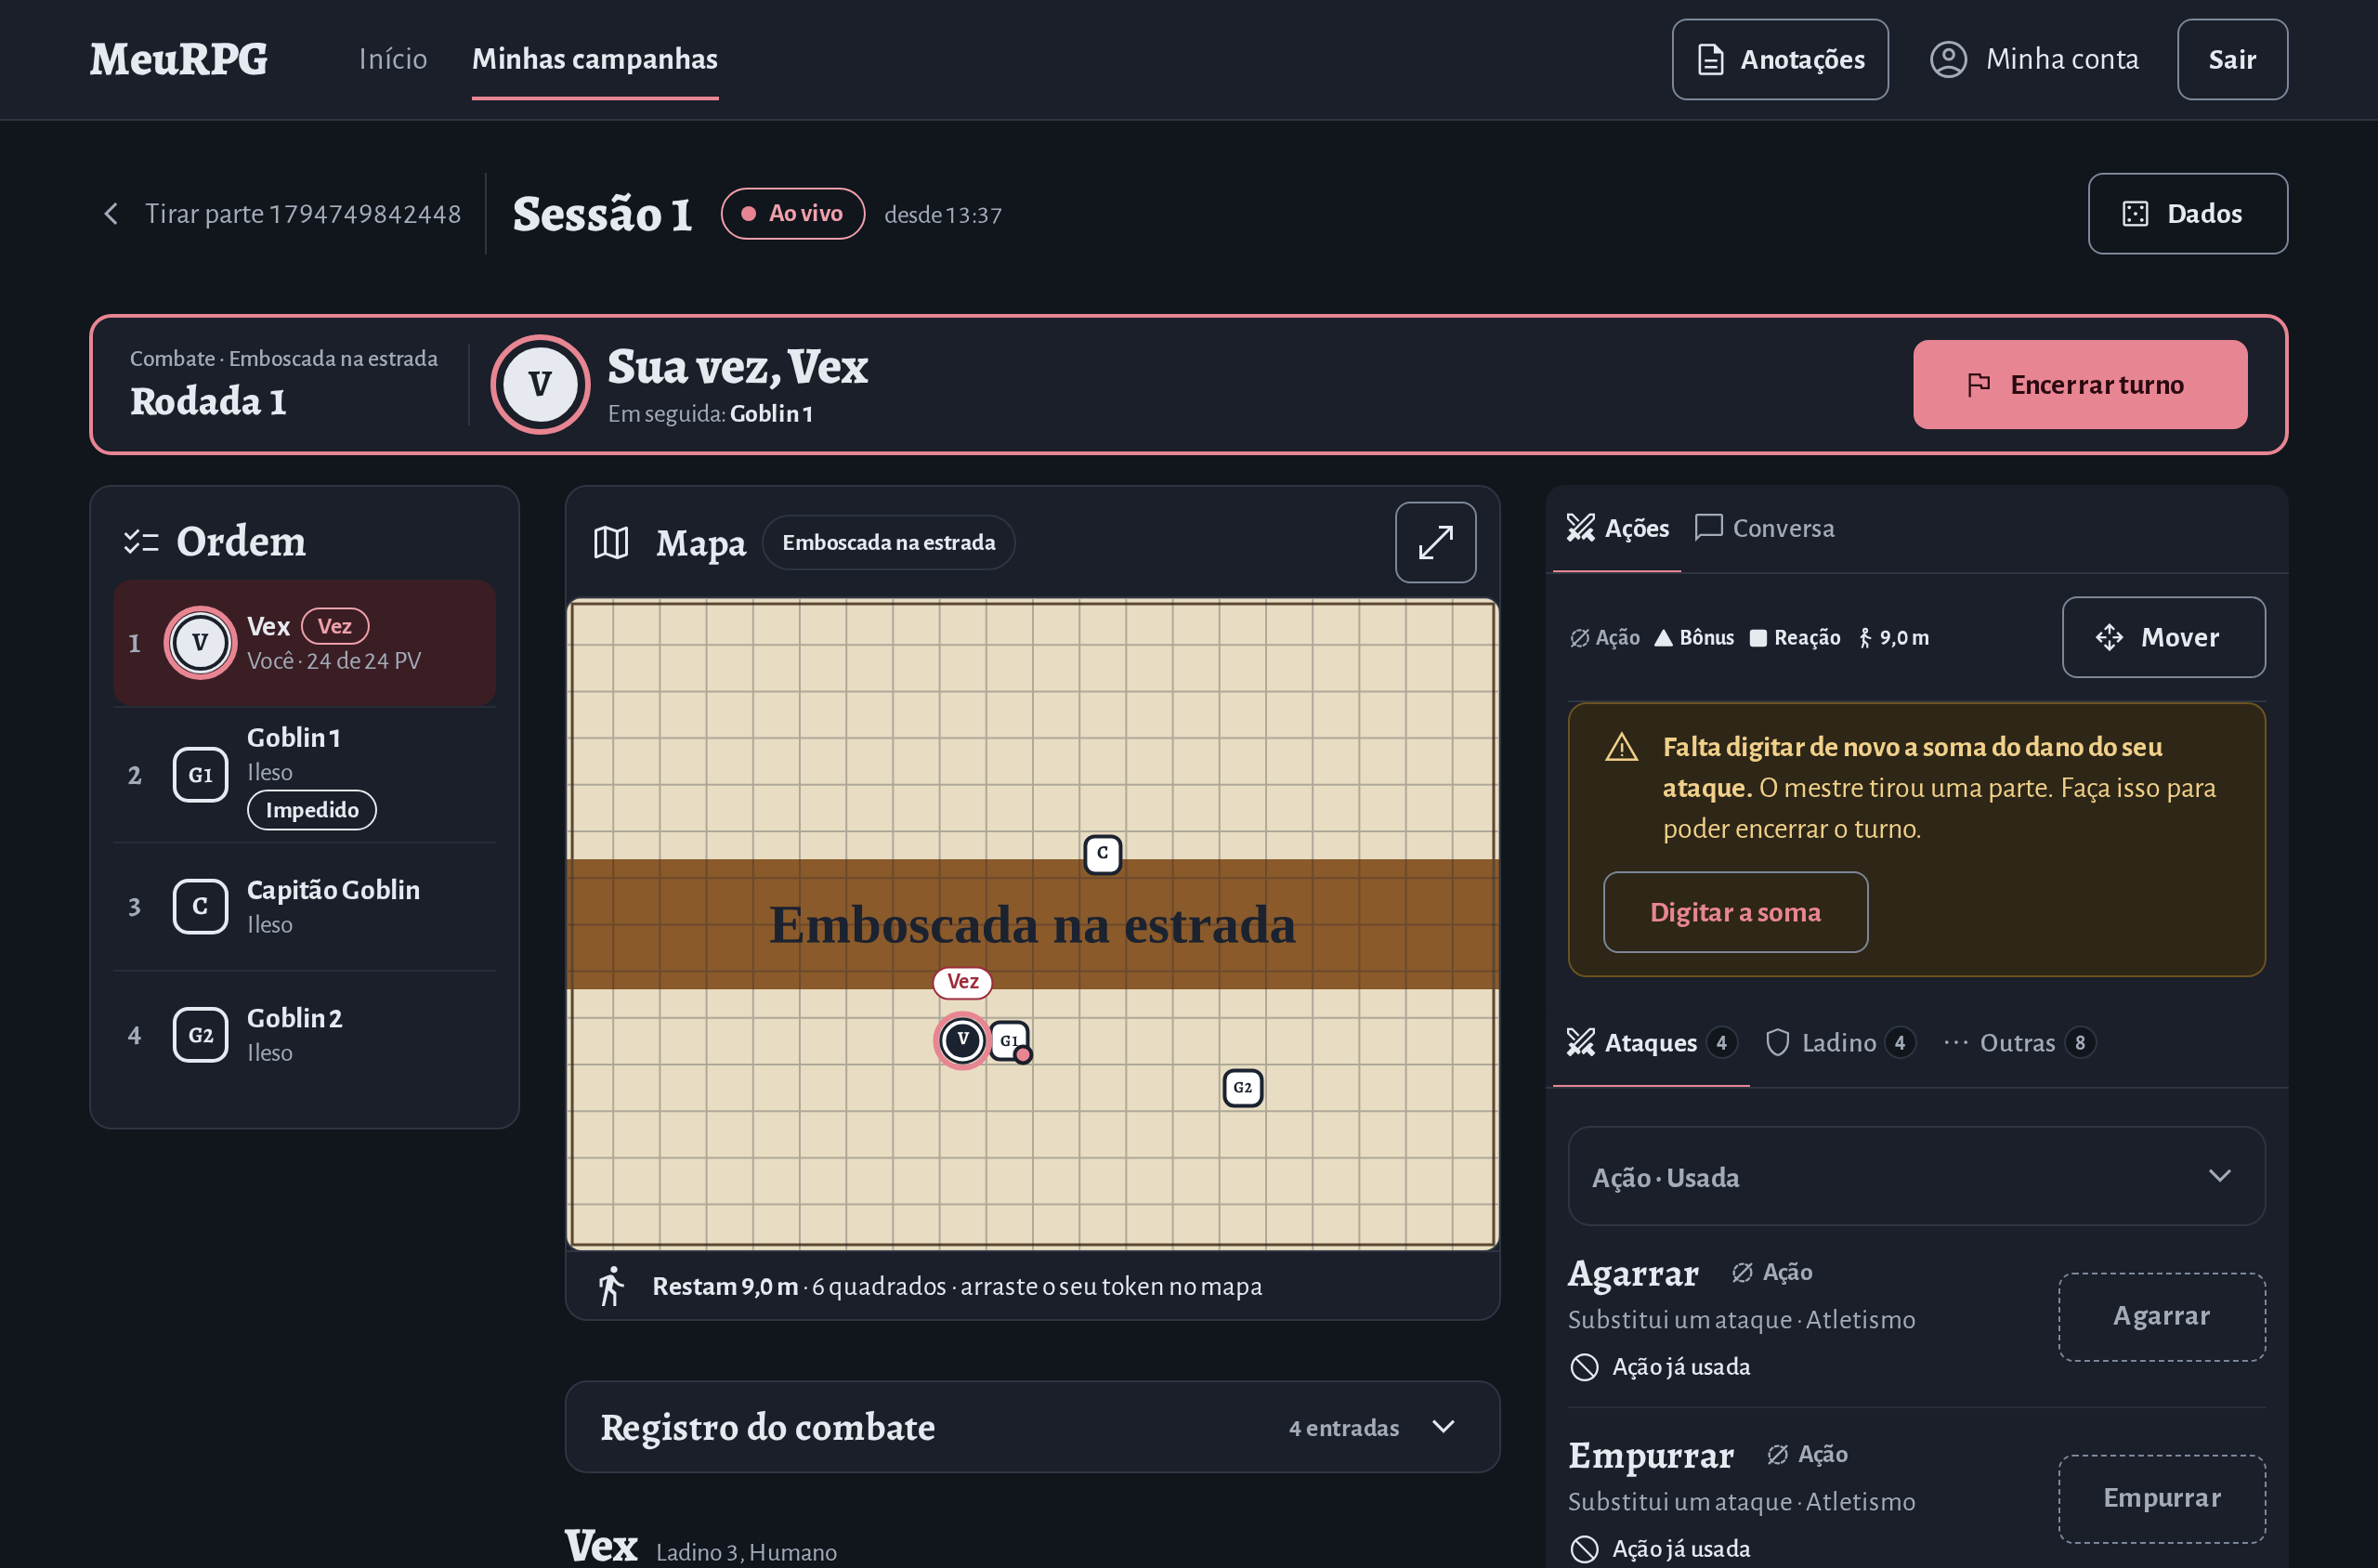 MeuRPG
Início
Minhas campanhas
Anotações
Minha conta
Sair
Tirar parte 1794749842448
Sessão 1
Ao vivo
desde 13:37
Dados
Combate · Emboscada na estrada
Rodada 1
V
Sua vez, Vex
Em seguida: Goblin 1
Encerrar turno
Ordem
1
V
Vex
Vez
Você · 24 de 24 PV
2
G1
Goblin 1
Ileso
Impedido
3
C
Capitão Goblin
Ileso
4
G2
Goblin 2
Ileso
Mapa
Emboscada na estrada
C
Emboscada na estrada
Vez
V
G1
G2
Restam 9,0 m · 6 quadrados · arraste o seu token no mapa
Registro do combate
4 entradas
Vex
Ladino 3, Humano
Ações
Conversa
Ação
Bônus
Reação
9,0 m
Mover
Falta digitar de novo a soma do dano do seu
ataque. O mestre tirou uma parte. Faça isso para
poder encerrar o turno.
Digitar a soma
Ataques 4
Ladino 4
Outras 8
Ação · Usada
Agarrar
Ação
Substitui um ataque · Atletismo
Ação já usada
Agarrar
Empurrar
Ação
Substitui um ataque · Atletismo
Ação já usada
Empurrar